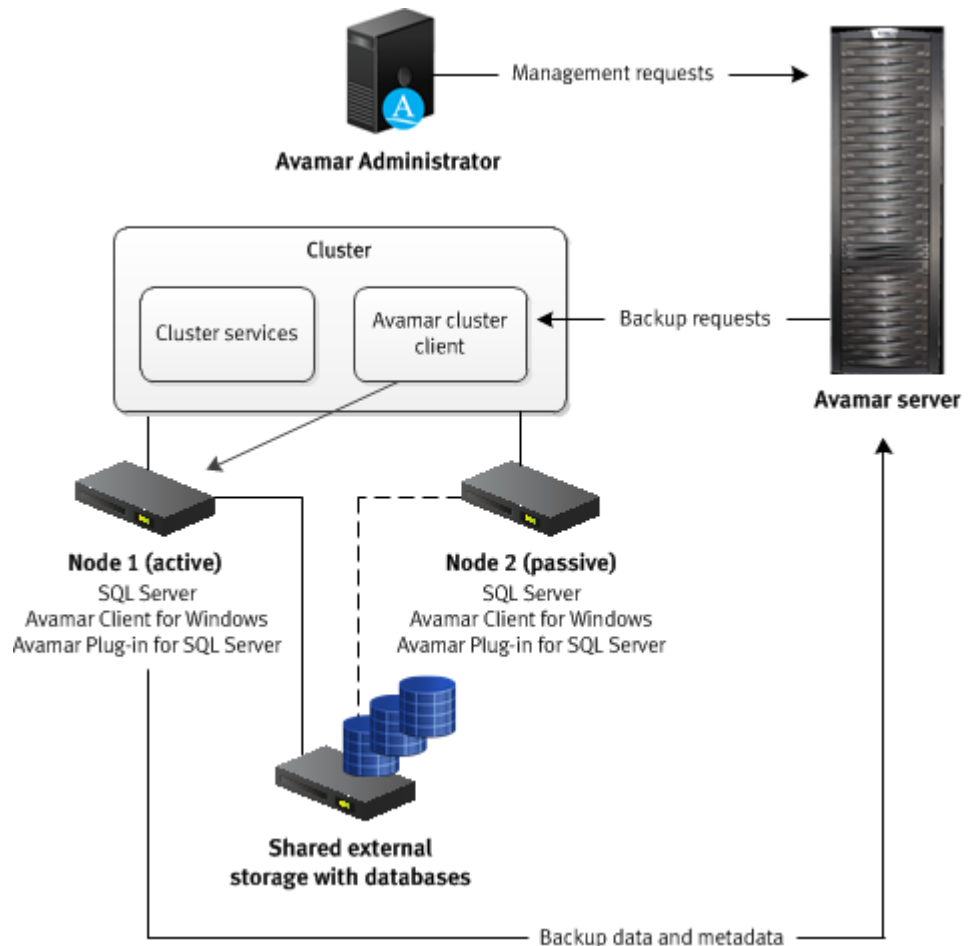 Management requests
A
Avamar Administrator
Cluster
Cluster services
Avamar cluster
client
Backup requests
Avamar server
Node 1 (active)
SQL Server
Avamar Client for Windows
Avamar Plug-in for SQL Server
Node 2 (passive)
SQL Server
Avamar Client for Windows
Avamar Plug-in for SQL Server
Shared external
storage with databases
Backup data and metadata